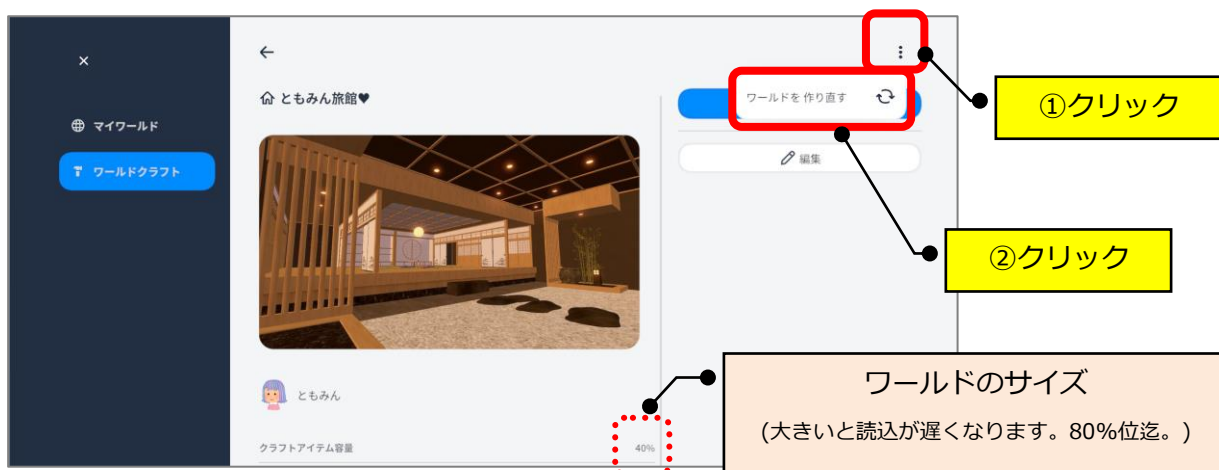 ×
←
ともみん旅館♥
ワールドを 作り直す
①クリック
マイワールド
ワールドクラフト
編集
②クリック
ワールドのサイズ
(大きいと読込が遅くなります。80%位迄。)
ともみん
クラフトアイテム容量
40%